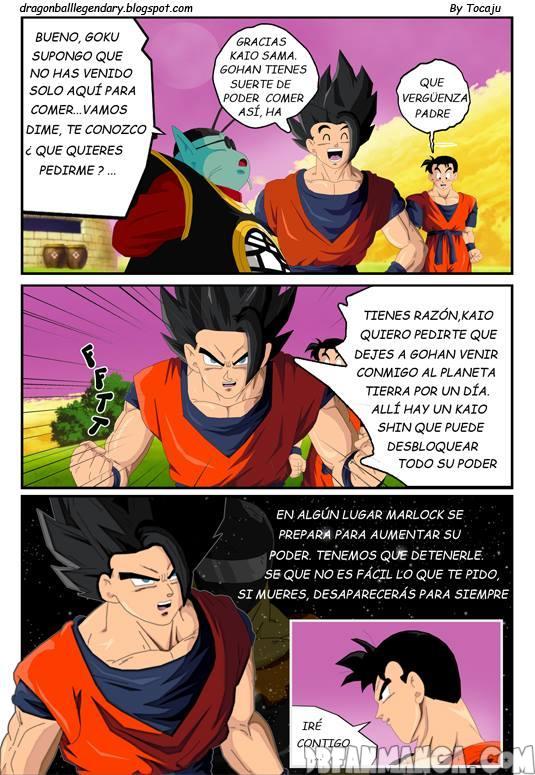 dragonballlegendary.blogspot.com
By Tocaju
BUENO, GOKU
SUPONGO QUE
NO HAS VENIDO
SOLO AQUÍ PARA
COMER...VAMOS
DIME, TE CONOZCO
¿ QUE QUIERES
PEDIRME ? ...
GRACIAS
KAIO SAMA.
GOHAN TIENES
SUERTE DE
PODER COMER
ASÍ, HA
QUE
VERGÜENZA
PADRE
FFTT
TIENES RAZÓN,KAIO
QUIERO PEDIRTE QUE
DEJES A GOHAN VENIR
CONMIGO AL PLANETA
TIERRA POR UN DÍA.
ALLÍ HAY UN KAIO
SHIN QUE PUEDE
DESBLOQUEAR
TODO SU PODER
EN ALGÚN LUGAR MARLOCK SE
PREPARA PARA AUMENTAR SU
PODER. TEÑEMOS QUE DETENERLE.
SE QUE NO ES FÁCIL LO QUE TE PIDO,
SI MUERES, DESAPARECERÁS PARA SIEMPRE
IRÉ
CONTIGO
DBFANMANGA.COM